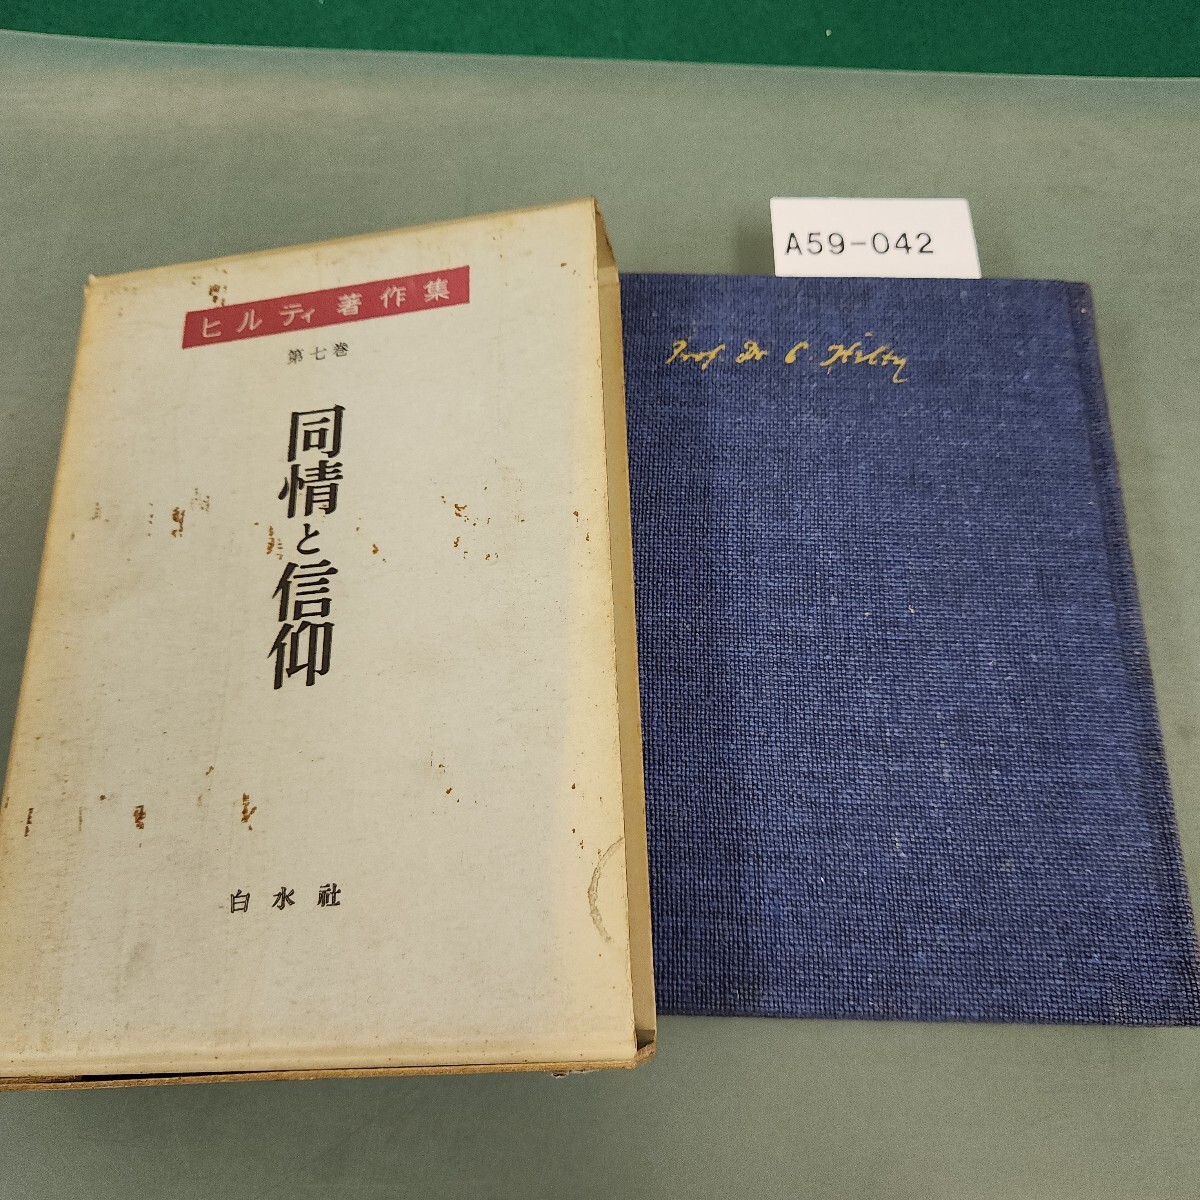 ヒルティ著作集
第七巻
同情と信仰
白水社
A59-042
Prof. Dr. C. Hilty